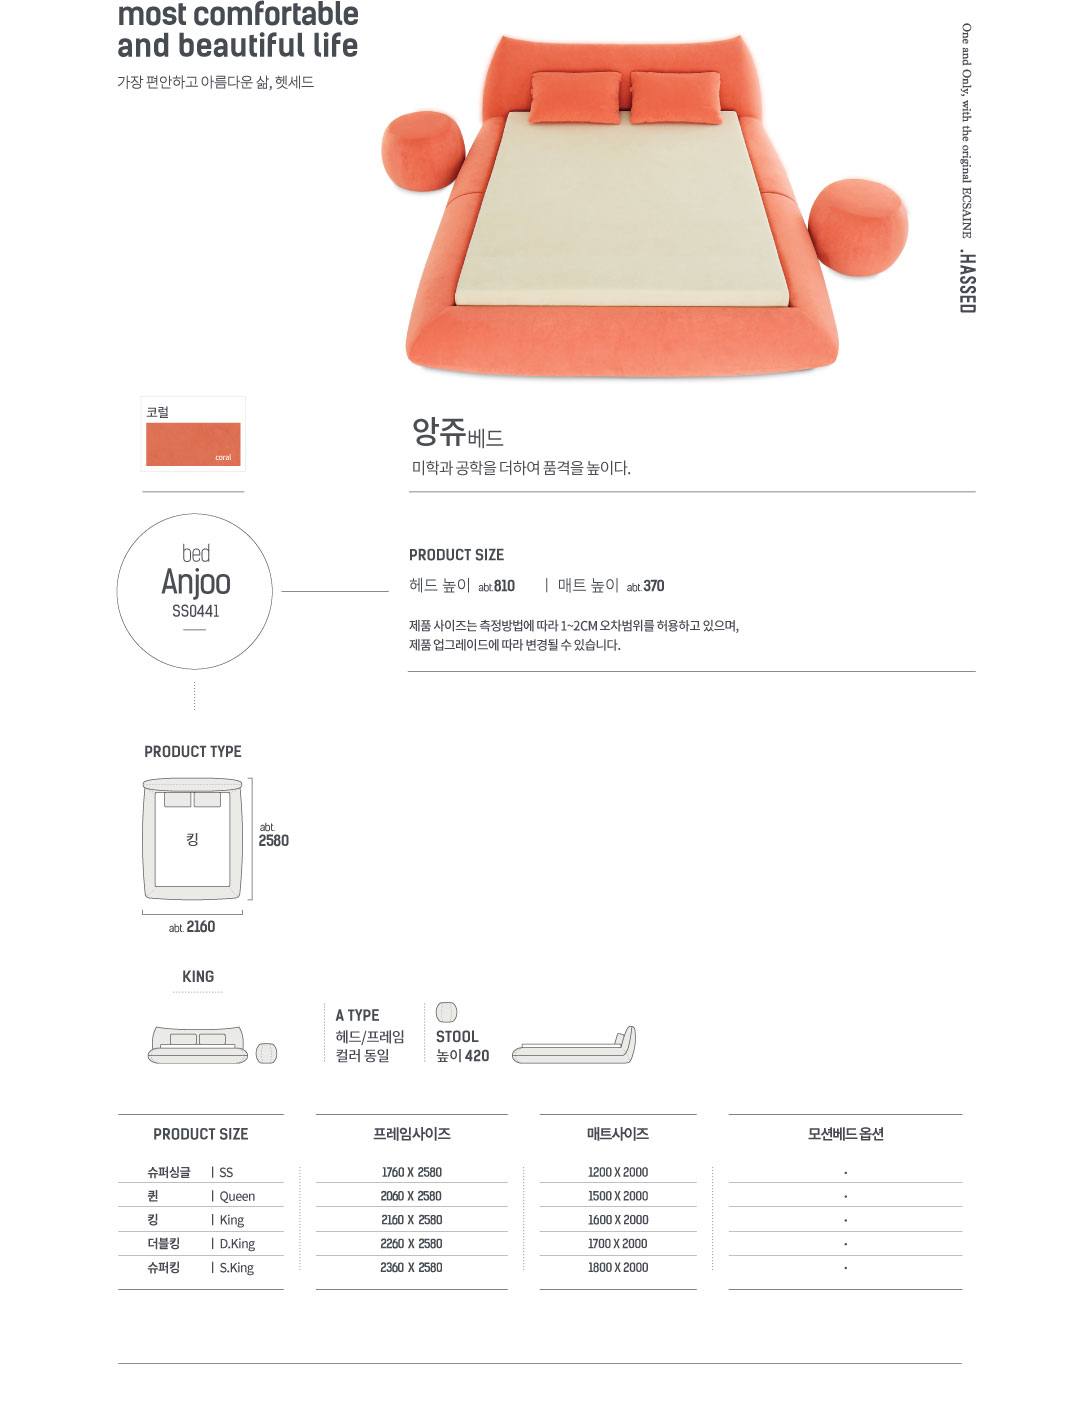 most comfortable
and beautiful life
가장 편안하고 아름다운 삶, 헷세드
One and Only, with the original ECSAINE .HASSED
코럴
coral
앙쥬베드
미학과 공학을 더하여 품격을 높이다.
bed
Anjoo
SS0441
PRODUCT SIZE
헤드 높이 abt.810 | 매트 높이 abt.370
제품 사이즈는 측정방법에 따라 1~2CM 오차범위를 허용하고 있으며,
제품 업그레이드에 따라 변경될 수 있습니다.
PRODUCT TYPE
킹
abt.
2580
abt. 2160
KING
A TYPE
헤드/프레임
컬러 동일
STOOL
높이 420
PRODUCT SIZE 프레임사이즈 매트사이즈 모션베드 옵션
슈퍼싱글 | SS 1760 X 2580 1200 X 2000 ·
퀸 | Queen 2060 X 2580 1500 X 2000 ·
킹 | King 2160 X 2580 1600 X 2000 ·
더블킹 | D.King 2260 X 2580 1700 X 2000 ·
슈퍼킹 | S.King 2360 X 2580 1800 X 2000 ·